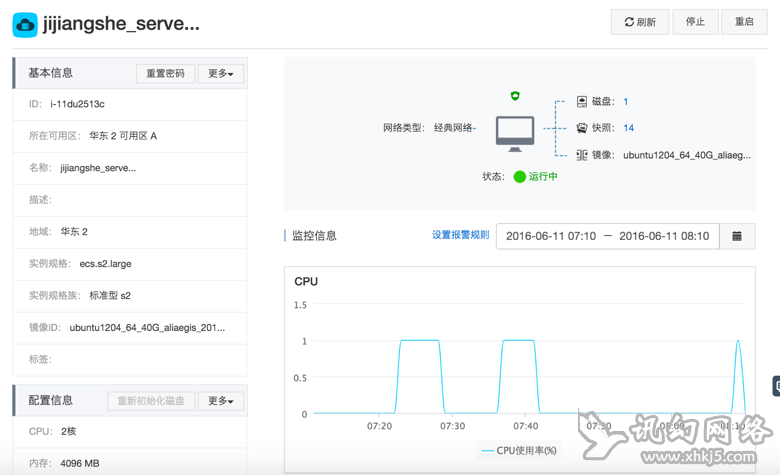 jijiangshe_serve...
刷新 停止 重启
基本信息 重置密码 更多
ID： i-11du2513c
所在可用区： 华东 2 可用区 A
名称： jijiangshe_serve...
描述：
地域： 华东 2
实例规格： ecs.s2.large
实例规格族： 标准型 s2
镜像ID： ubuntu1204_64_40G_aliaegis_201...
标签：
配置信息 重新初始化磁盘 更多
CPU： 2核
内存： 4096 MB
网络类型： 经典网络
磁盘： 1
快照： 14
镜像： ubuntu1204_64_40G_aliaeg...
状态： 运行中
监控信息 设置报警规则 2016-06-11 07:10 — 2016-06-11 08:10
CPU
1.5
1
0.5
0
07:20 07:30 07:40 07:50 08:00 08:10
CPU使用率(%)
讯幻网络
www.xhkj5.com